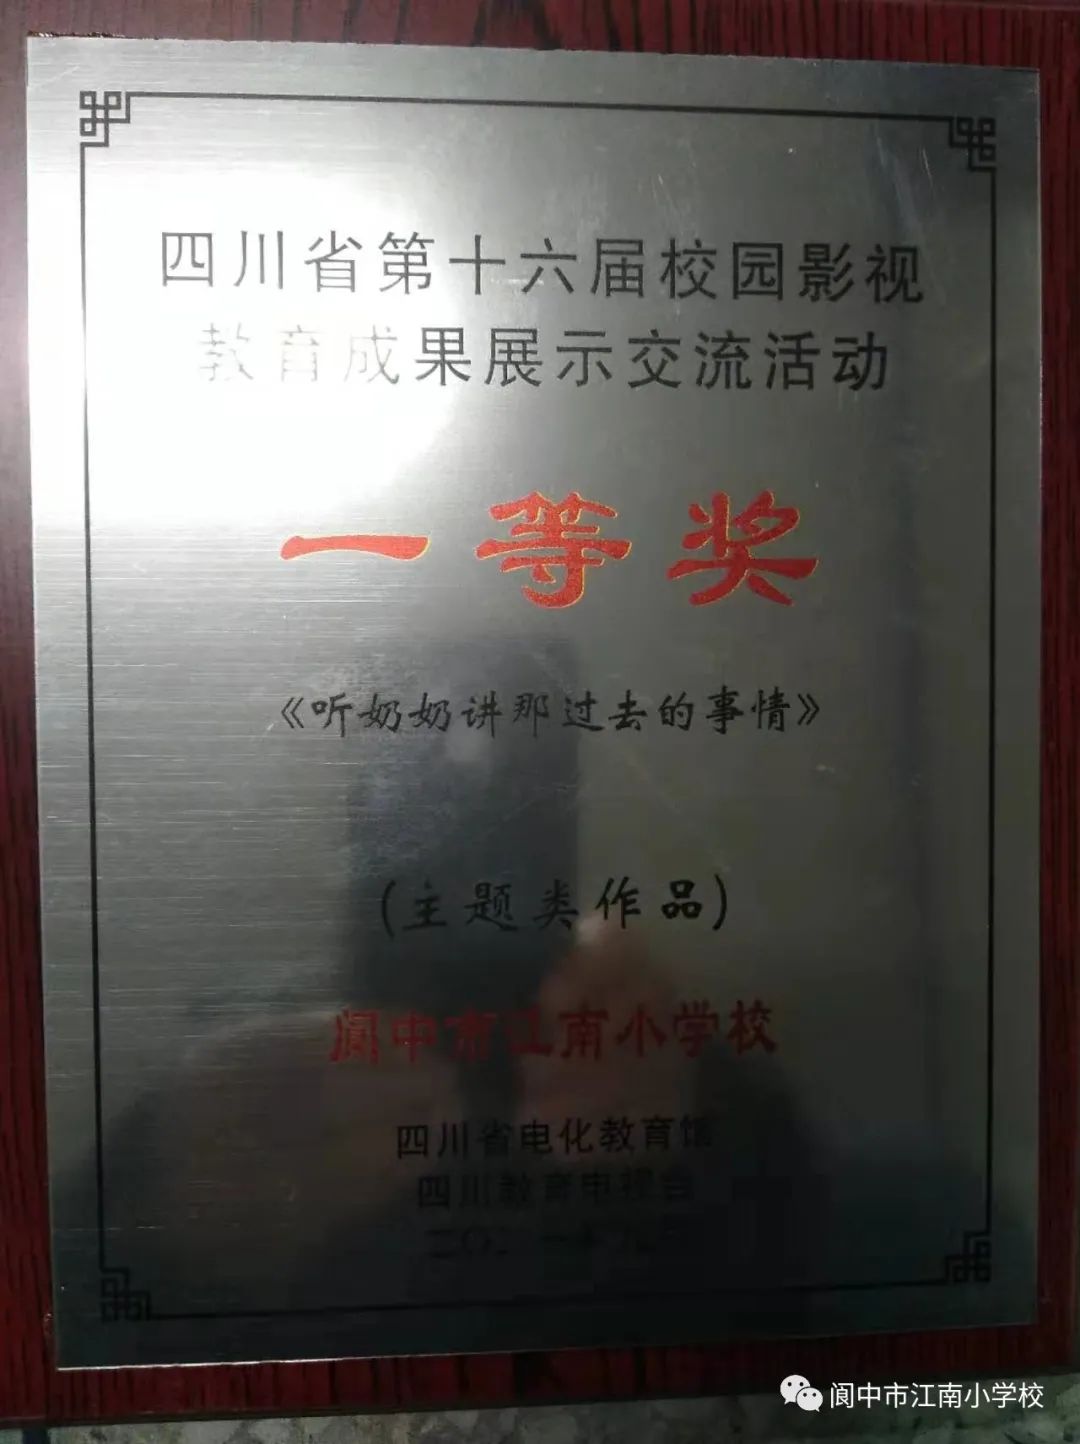 四川省第十六届校园影视
教育成果展示交流活动
一等奖
《听奶奶讲那过去的事情》
(主题类作品)
阆中市江南小学校
四川省电化教育馆
四川教育电视台
阆中市江南小学校